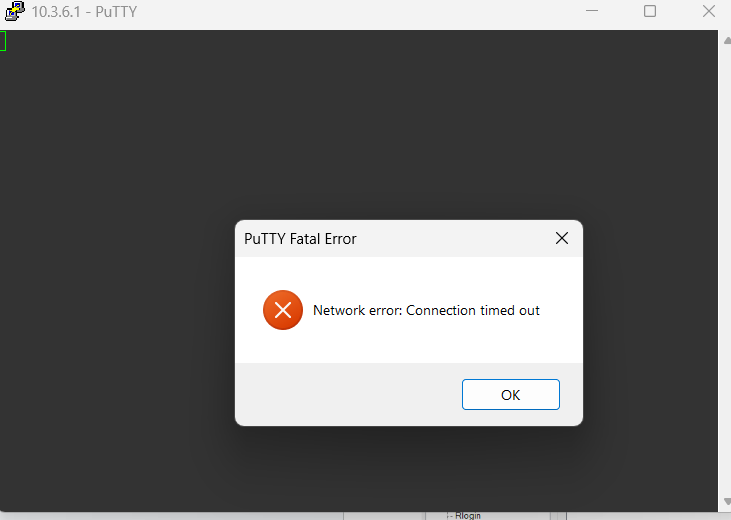 10.3.6.1 - PuTTY
PuTTY Fatal Error
Network error: Connection timed out
OK
Rlogin